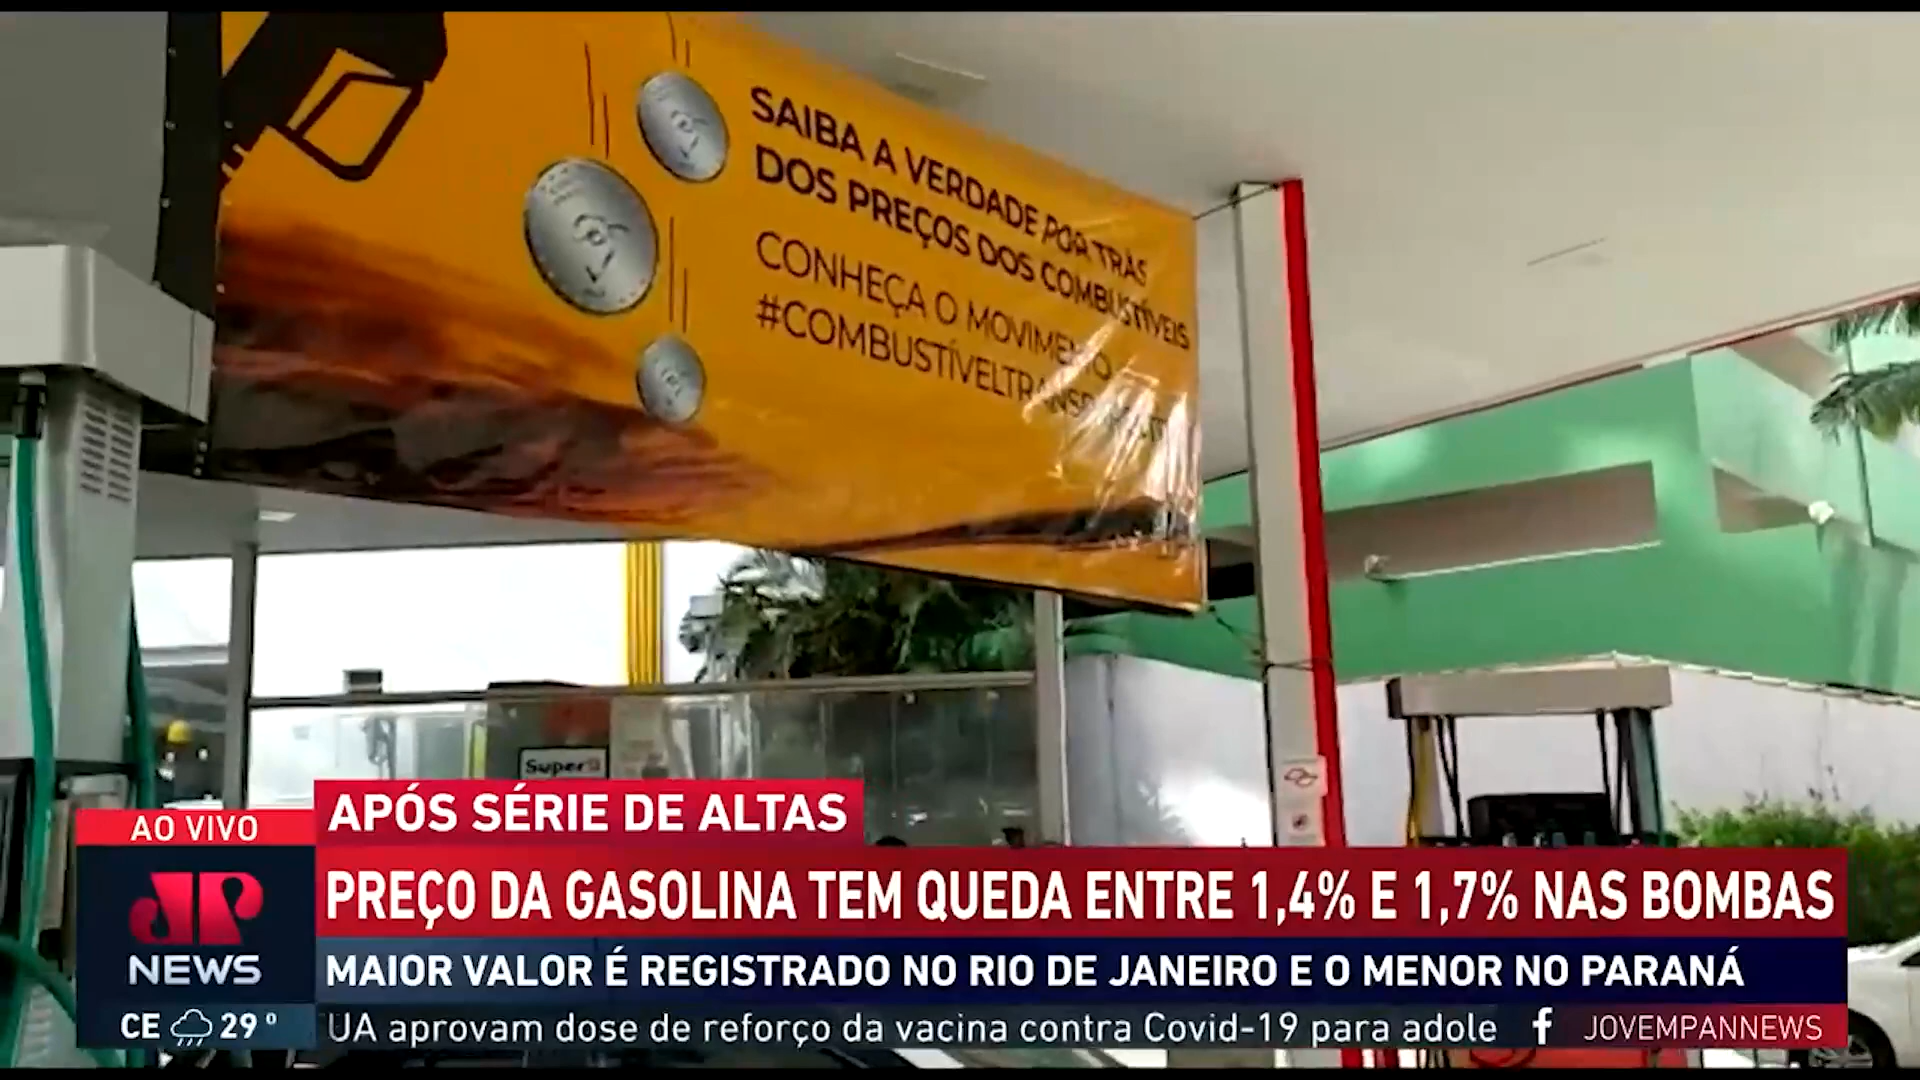 SAIBA A VERDADE POR TRÁS
DOS PREÇOS DOS COMBUSTÍVEIS
CONHEÇA O MOVIMENTO
Super
APÓS SÉRIE DE ALTAS
AO VIVO
PREÇO DA GASOLINA TEM QUEDA ENTRE 1,4% E 1,7% NAS BOMBAS
JP
NEWS
MAIOR VALOR É REGISTRADO NO RIO DE JANEIRO E O MENOR NO PARANÁ
CE 29º
UA aprovam dose de reforço da vacina contra Covid-19 para adole
f JOVEMPANNEWS